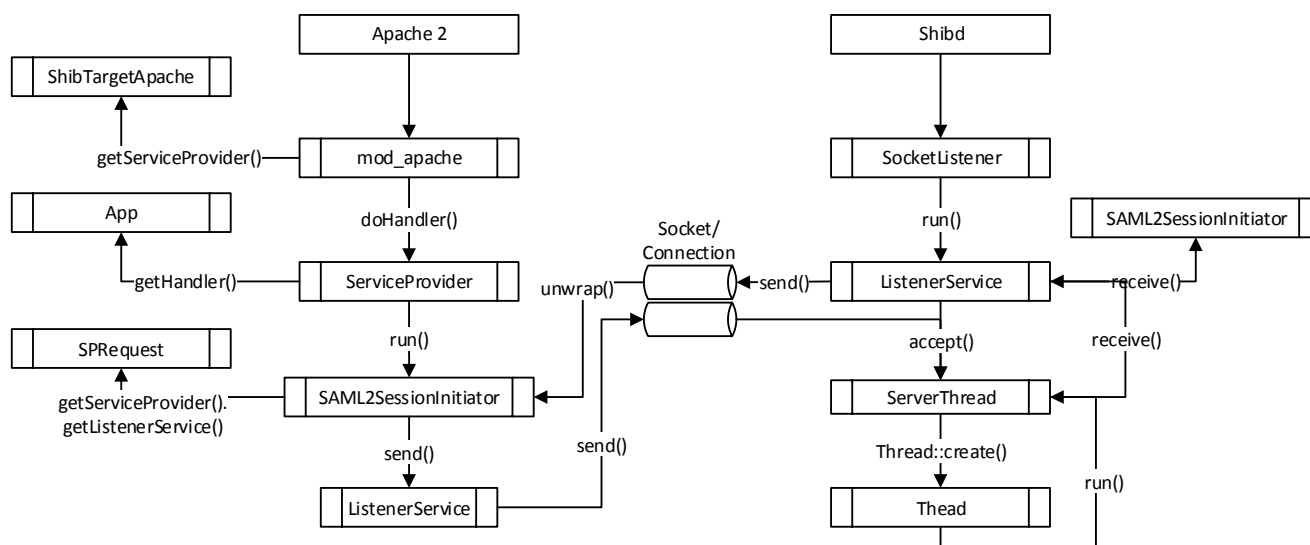 Apache 2
Shibd
ShibTargetApache
getServiceProvider()
mod_apache
SocketListener
App
doHandler()
run()
SAML2SessionInitiator
Socket/
Connection
getHandler()
ServiceProvider
unwrap()
send()
ListenerService
receive()
SPRequest
run()
accept()
receive()
getServiceProvider().
getListenerService()
SAML2SessionInitiator
ServerThread
send()
send()
Thread::create()
ListenerService
Thead
run()